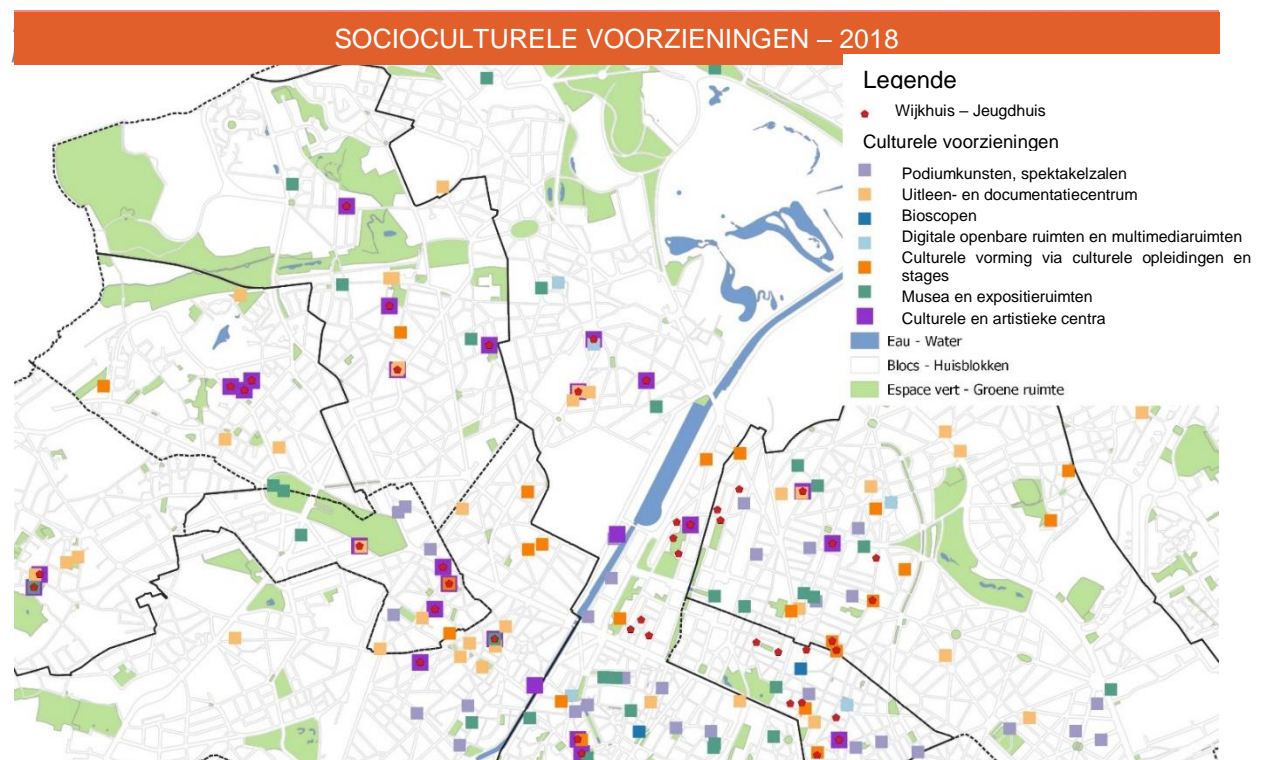 SOCIOCULTURELE VOORZIENINGEN – 2018
Legende
Wijkhuis – Jeugdhuis
Culturele voorzieningen
Podiumkunsten, spektakelzalen
Uitleen- en documentatiecentrum
Bioscopen
Digitale openbare ruimten en multimediaruimten
Culturele vorming via culturele opleidingen en
stages
Musea en expositieruimten
Culturele en artistieke centra
Eau - Water
Blocs - Huisblokken
Espace vert - Groene ruimte